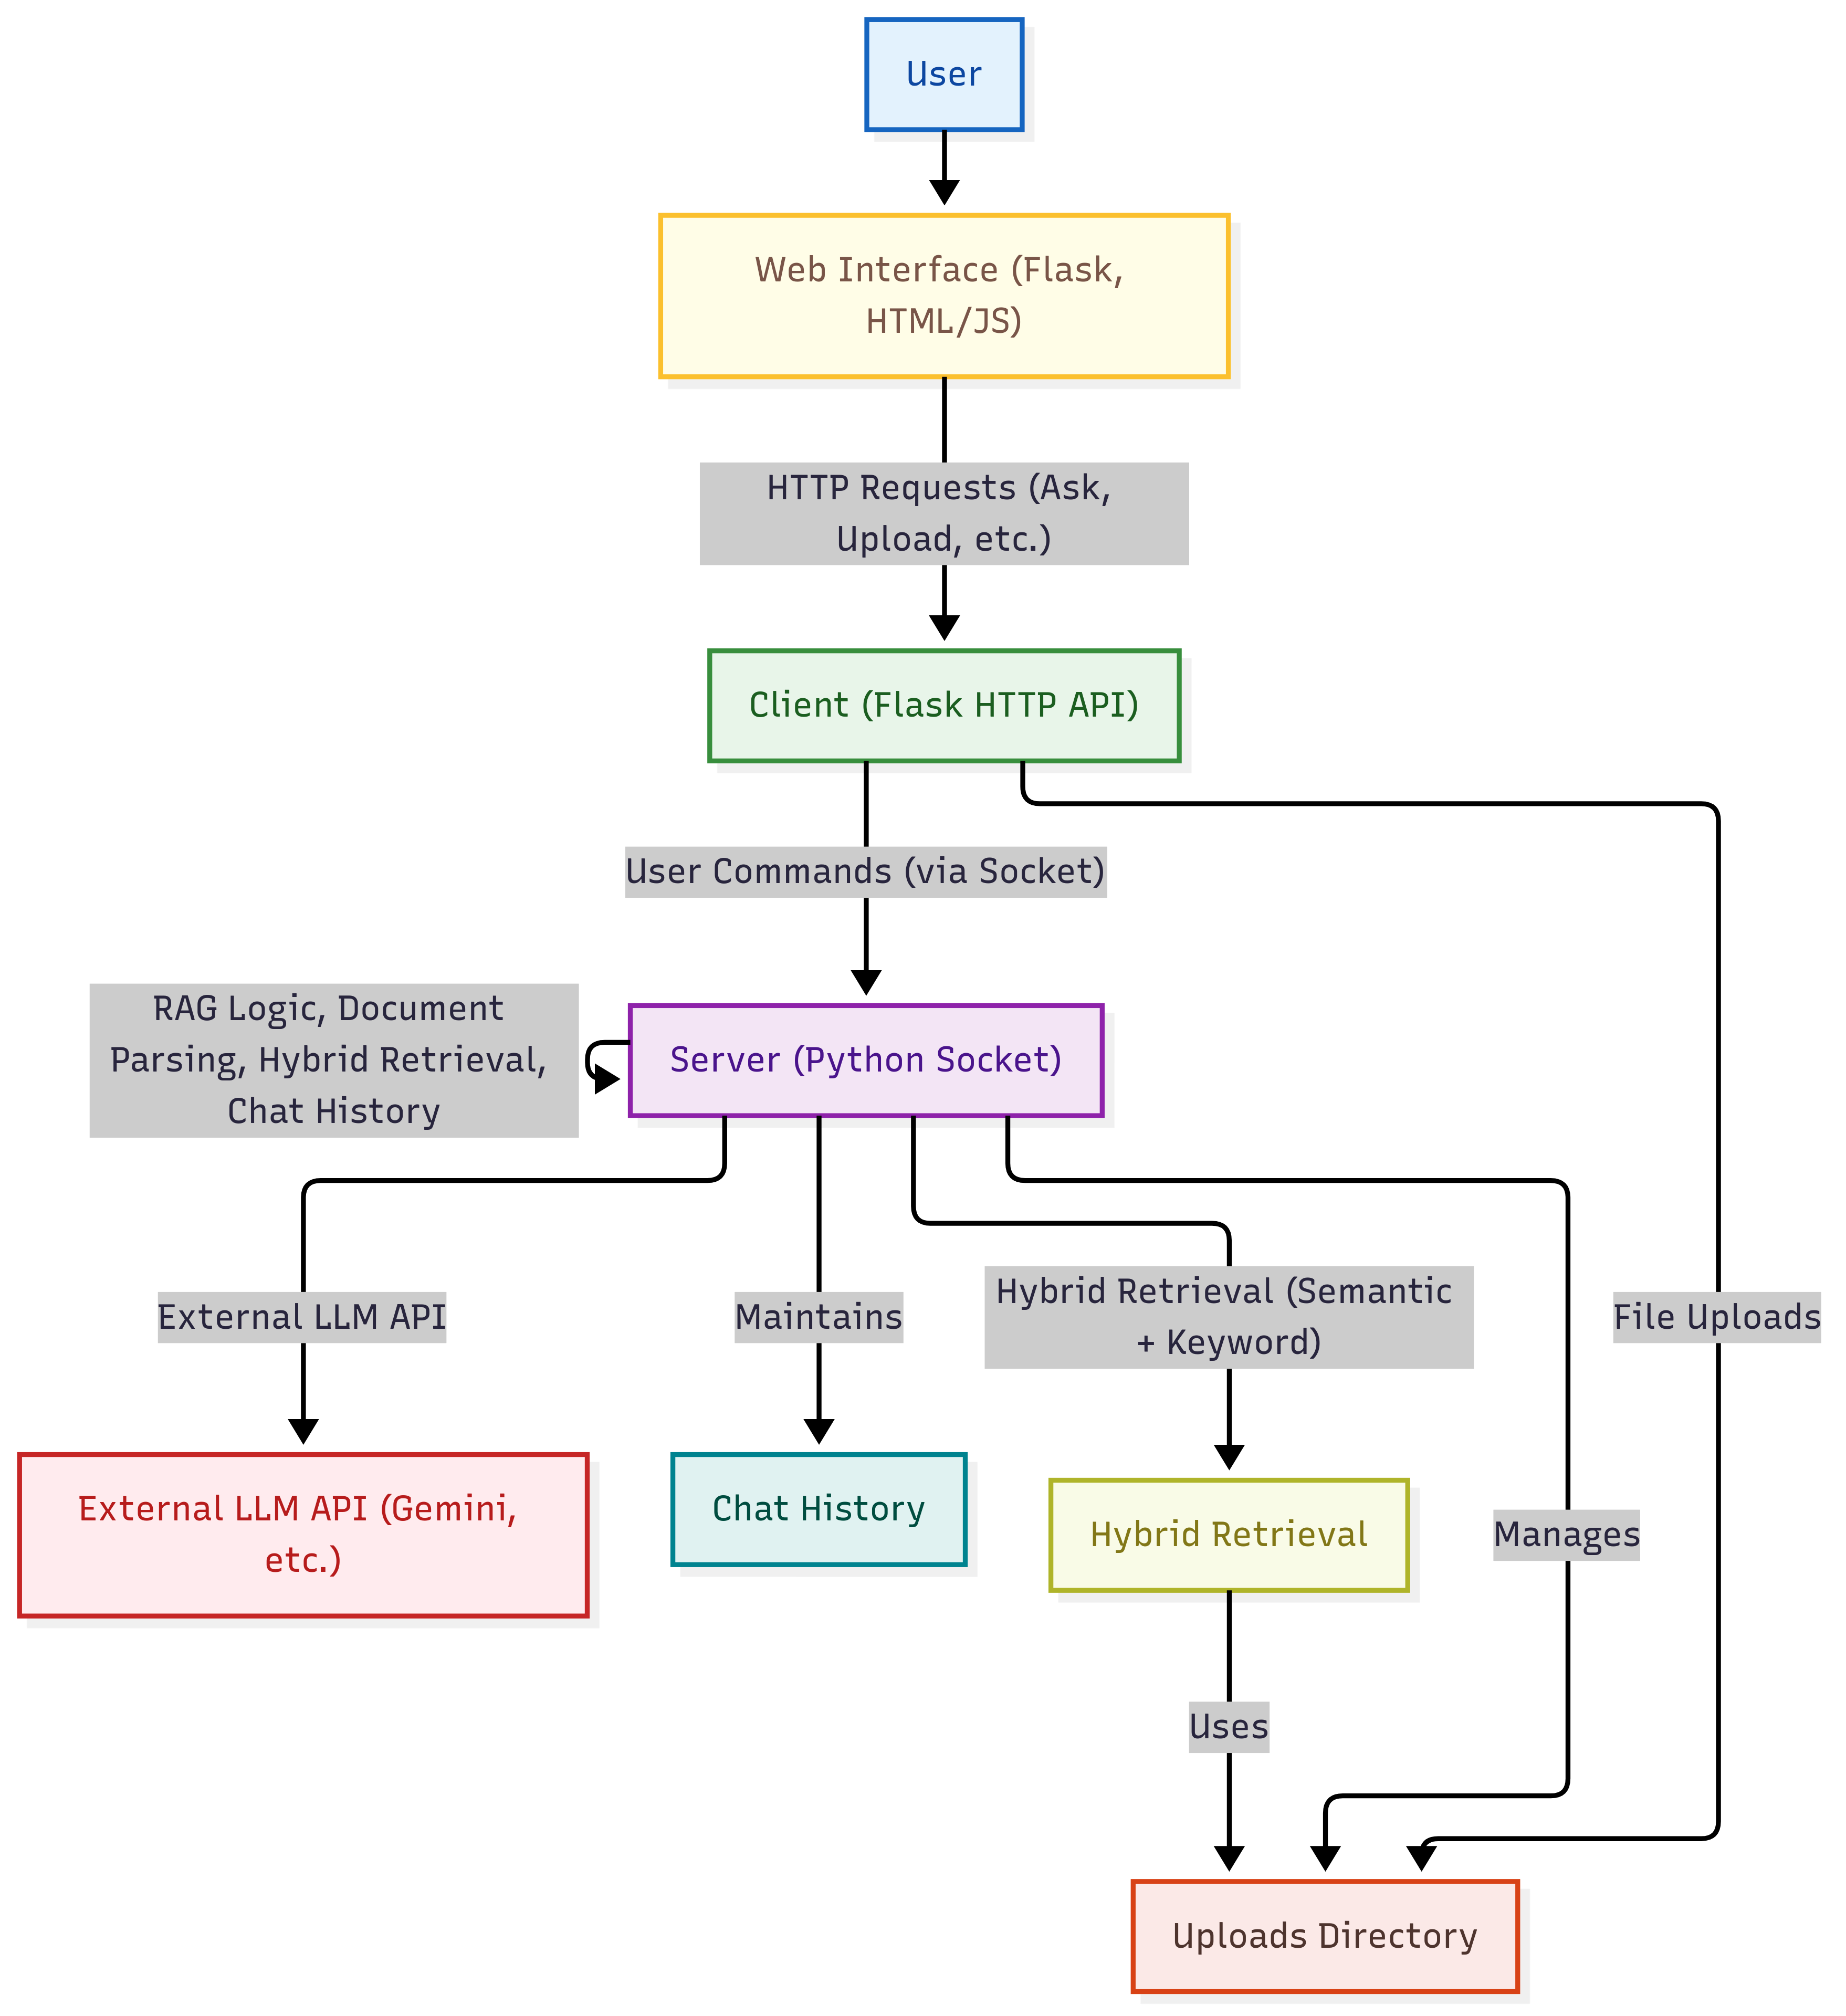 User
Web Interface (Flask,
HTML/JS)
HTTP Requests (Ask,
Upload, etc.)
Client (Flask HTTP API)
User Commands (via Socket)
RAG Logic, Document
Parsing, Hybrid Retrieval,
Chat History
Server (Python Socket)
External LLM API
Maintains
Hybrid Retrieval (Semantic
+ Keyword)
File Uploads
External LLM API (Gemini,
etc.)
Chat History
Hybrid Retrieval
Manages
Uses
Uploads Directory